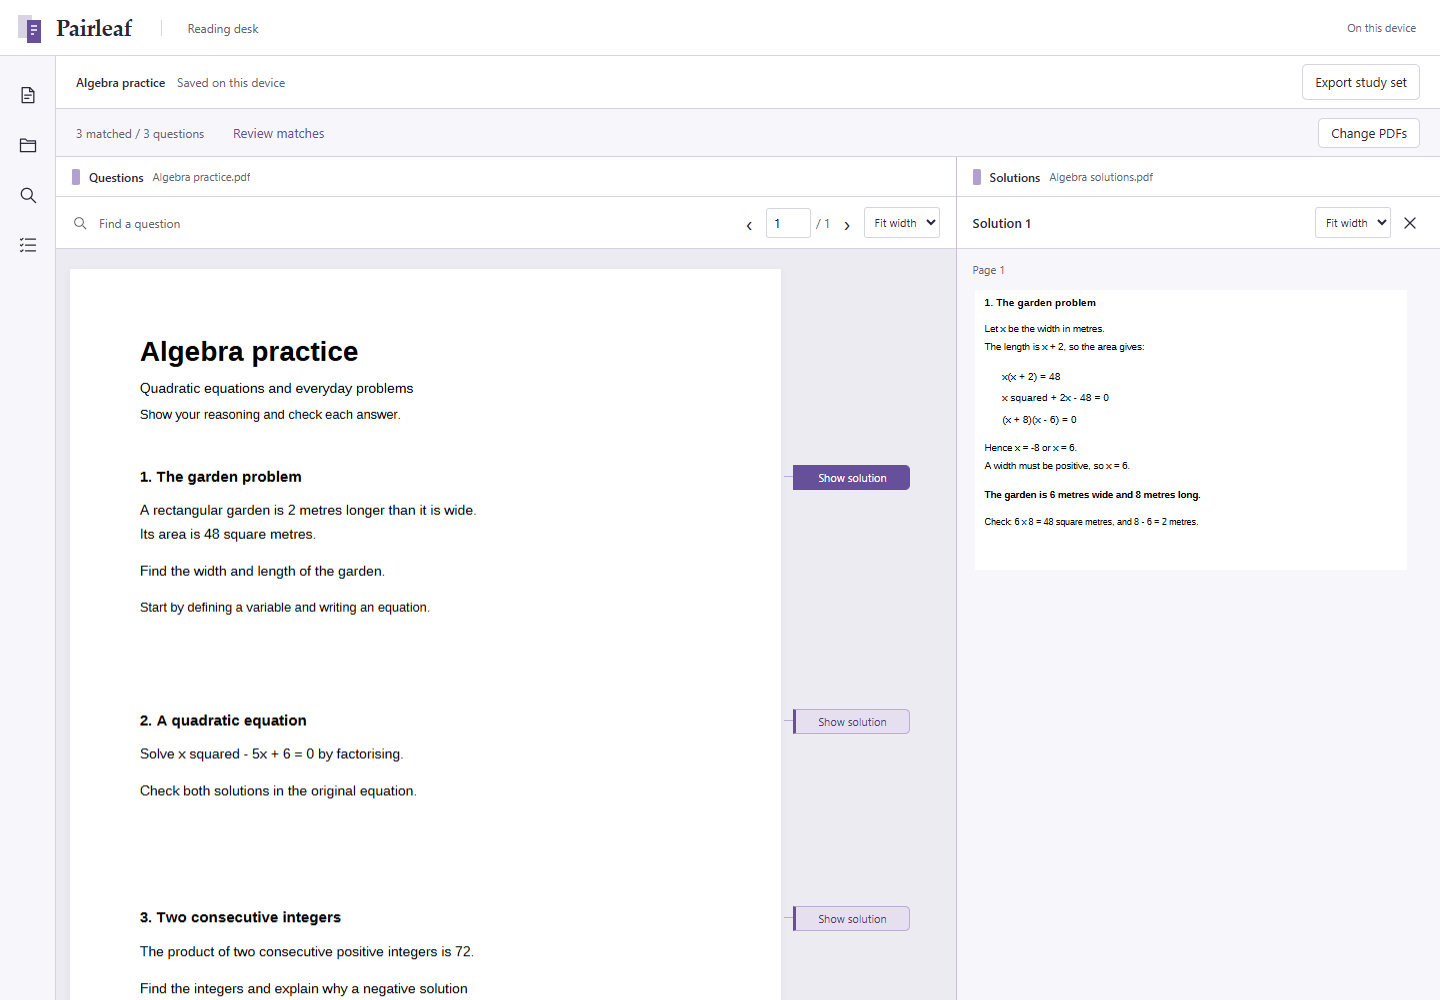 Pairleaf
Reading desk
On this device
Algebra practice
Saved on this device
Export study set
3 matched / 3 questions
Review matches
Change PDFs
Questions
Algebra practice.pdf
Find a question
‹
1
/ 1
›
Fit width
Algebra practice
Quadratic equations and everyday problems
Show your reasoning and check each answer.
1. The garden problem
Show solution
A rectangular garden is 2 metres longer than it is wide.
Its area is 48 square metres.
Find the width and length of the garden.
Start by defining a variable and writing an equation.
2. A quadratic equation
Show solution
Solve x squared - 5x + 6 = 0 by factorising.
Check both solutions in the original equation.
3. Two consecutive integers
Show solution
The product of two consecutive positive integers is 72.
Find the integers and explain why a negative solution
Solutions
Algebra solutions.pdf
Solution 1
Fit width
Page 1
1. The garden problem
Let x be the width in metres.
The length is x + 2, so the area gives:
x(x + 2) = 48
x squared + 2x - 48 = 0
(x + 8)(x - 6) = 0
Hence x = -8 or x = 6.
A width must be positive, so x = 6.
The garden is 6 metres wide and 8 metres long.
Check: 6 x 8 = 48 square metres, and 8 - 6 = 2 metres.